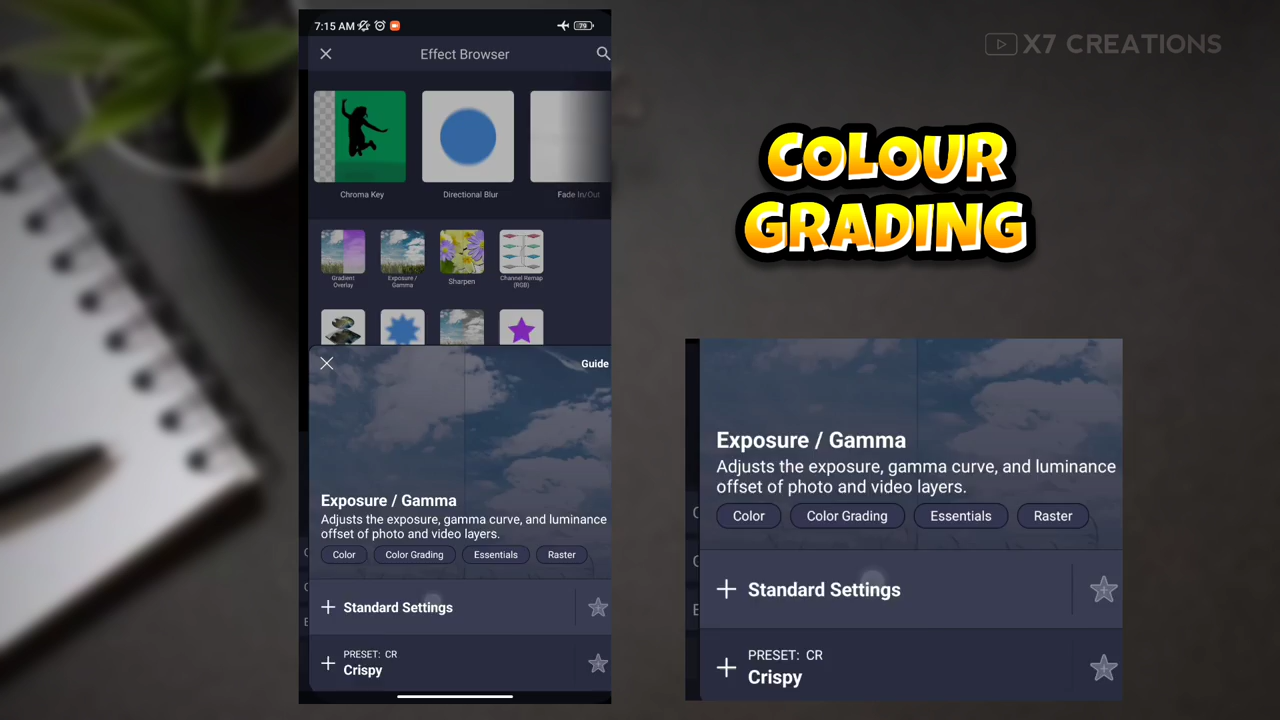 7:15 AM
79
Effect Browser
Chroma Key
Directional Blur
Fade In/Out
Gradient
Overlay
Exposure /
Gamma
Sharpen
Channel Remap
(RGB)
Guide
Exposure / Gamma
Adjusts the exposure, gamma curve, and luminance
offset of photo and video layers.
Color
Color Grading
Essentials
Raster
Standard Settings
PRESET: CR
Crispy
X7 CREATIONS
COLOUR
GRADING
Exposure / Gamma
Adjusts the exposure, gamma curve, and luminance
offset of photo and video layers.
Color
Color Grading
Essentials
Raster
Standard Settings
PRESET: CR
Crispy